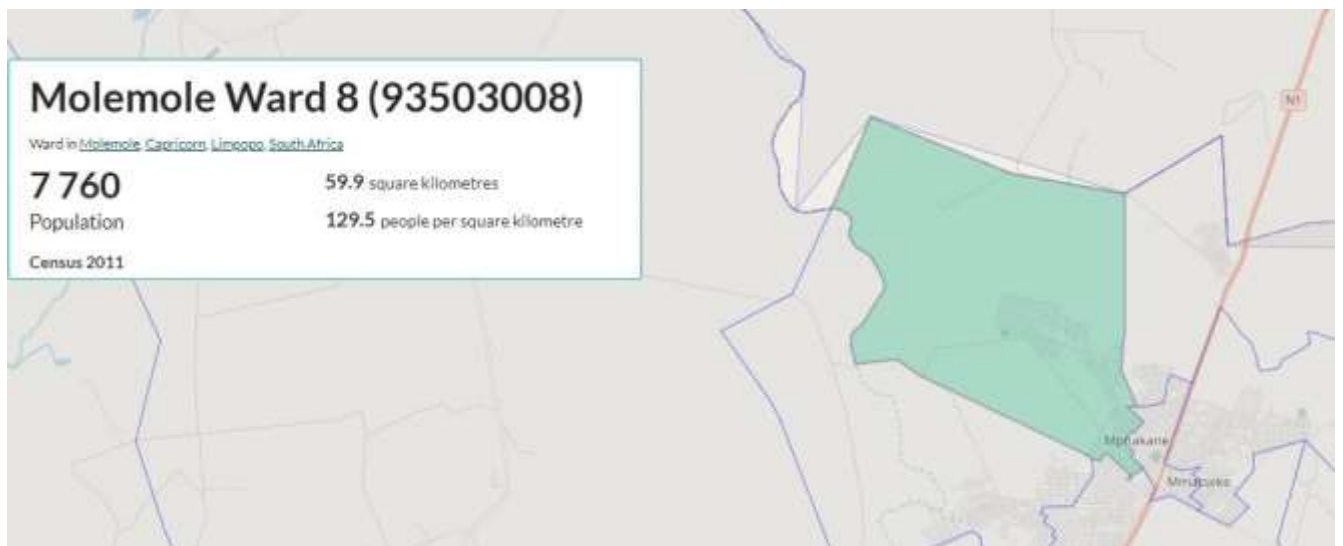 Molemole Ward 8 (93503008)
Ward in Molemole, Capricorn, Limpopo, South Africa
7 760
Population
59.9 square kilometres
129.5 people per square kilometre
Census 2011
N1
Mphakane